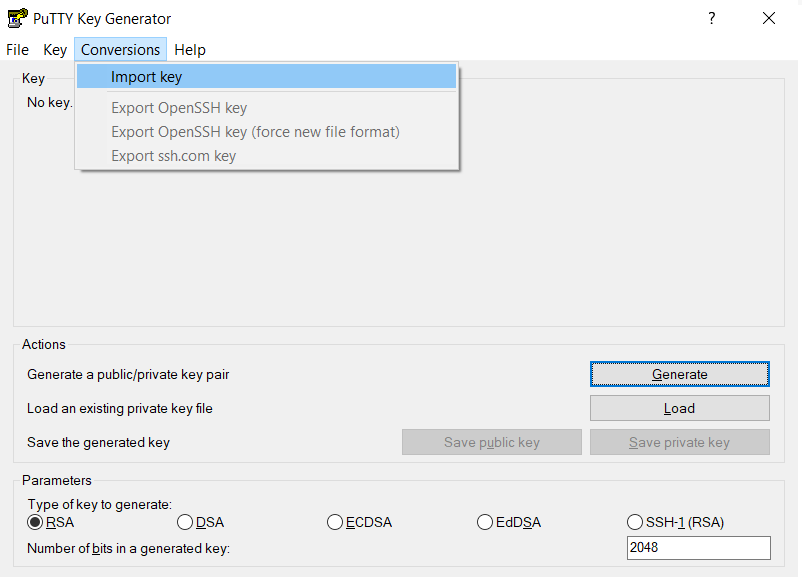 PuTTY Key Generator ?
File Key Conversions Help
Import key
Export OpenSSH key
Export OpenSSH key (force new file format)
Export ssh.com key
Key
No key.
Actions
Generate a public/private key pair
Generate
Load an existing private key file
Load
Save the generated key
Save public key
Save private key
Parameters
Type of key to generate:
RSA DSA ECDSA EdDSA SSH-1 (RSA)
Number of bits in a generated key:
2048